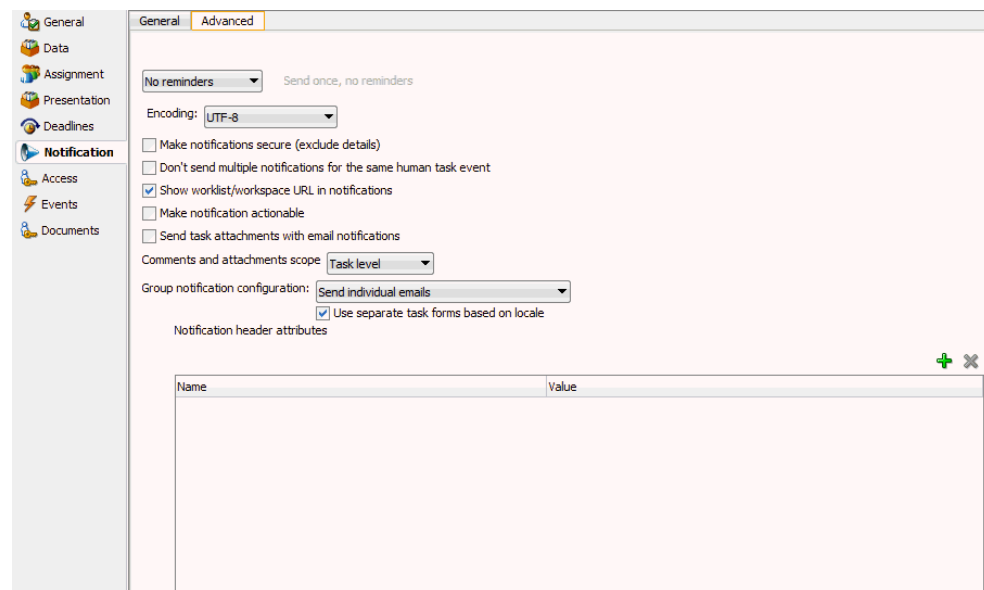 General
Data
Assignment
Presentation
Deadlines
Notification
Access
Events
Documents
General Advanced
No reminders Send once, no reminders
Encoding: UTF-8
Make notifications secure (exclude details)
Don't send multiple notifications for the same human task event
Show worklist/workspace URL in notifications
Make notification actionable
Send task attachments with email notifications
Comments and attachments scope Task level
Group notification configuration: Send individual emails
Use separate task forms based on locale
Notification header attributes
Name Value